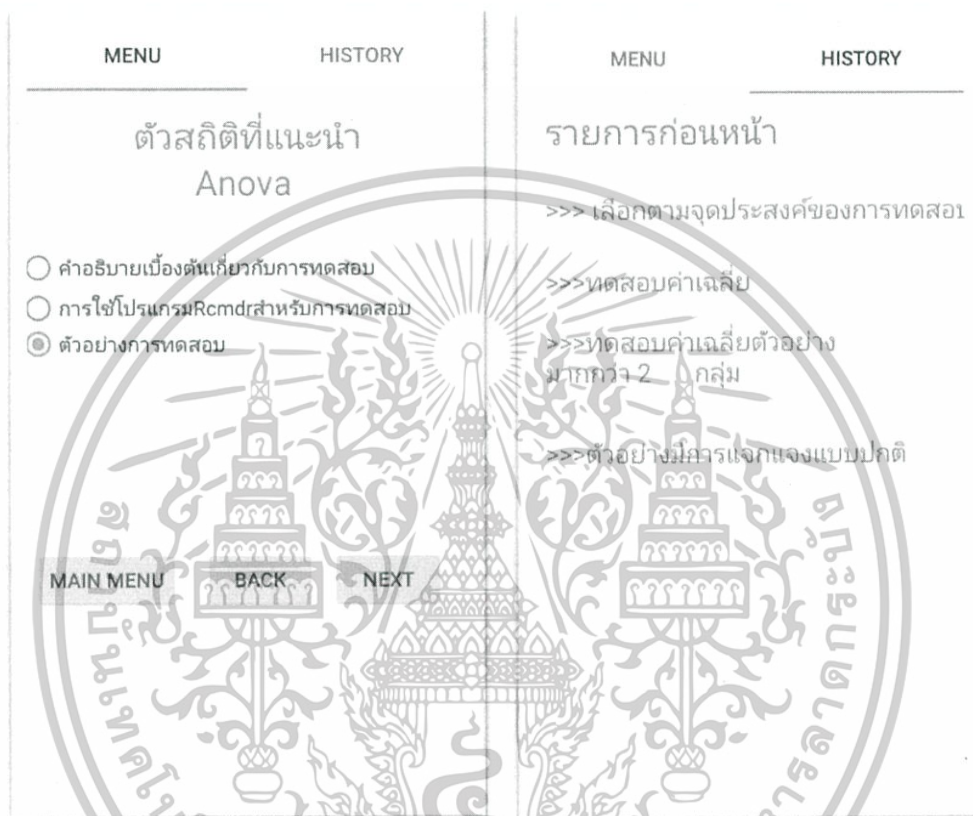 MENU HISTORY
ตัวสถิติที่แนะนำ
Anova
คำอธิบายเบื้องต้นเกี่ยวกับการทดสอบ
การใช้โปรแกรมRcmdrสำหรับการทดสอบ
ตัวอย่างการทดสอบ
MAIN MENU BACK NEXT
MENU HISTORY
รายการก่อนหน้า
>>> เลือกตามจุดประสงค์ของการทดสอบ
>>>ทดสอบค่าเฉลี่ย
>>>ทดสอบค่าเฉลี่ยตัวอย่าง
มากกว่า 2 กลุ่ม
>>>ตัวอย่างมีการแจกแจงแบบปกติ